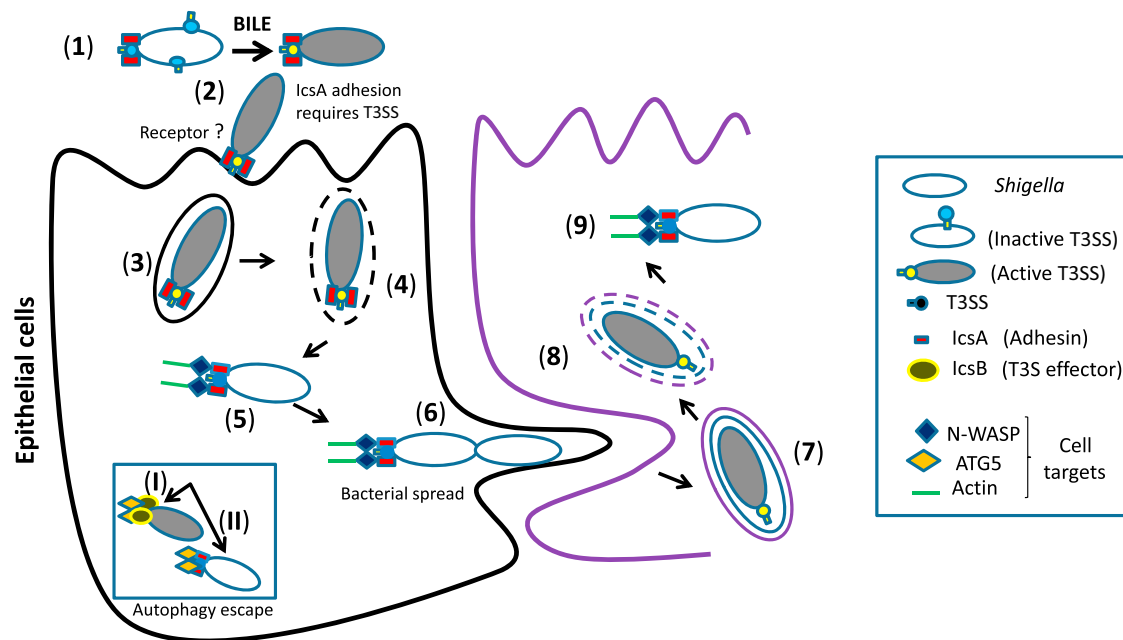 (1)
BILE
(2)
IcsA adhesion
requires T3SS
Receptor ?
(3)
(4)
(5)
(6)
Bacterial spread
Epithelial cells
(I)
(II)
Autophagy escape
(9)
(8)
(7)
Shigella
(Inactive T3SS)
(Active T3SS)
T3SS
IcsA (Adhesin)
IcsB (T3S effector)
N-WASP
ATG5
Actin
Cell
targets